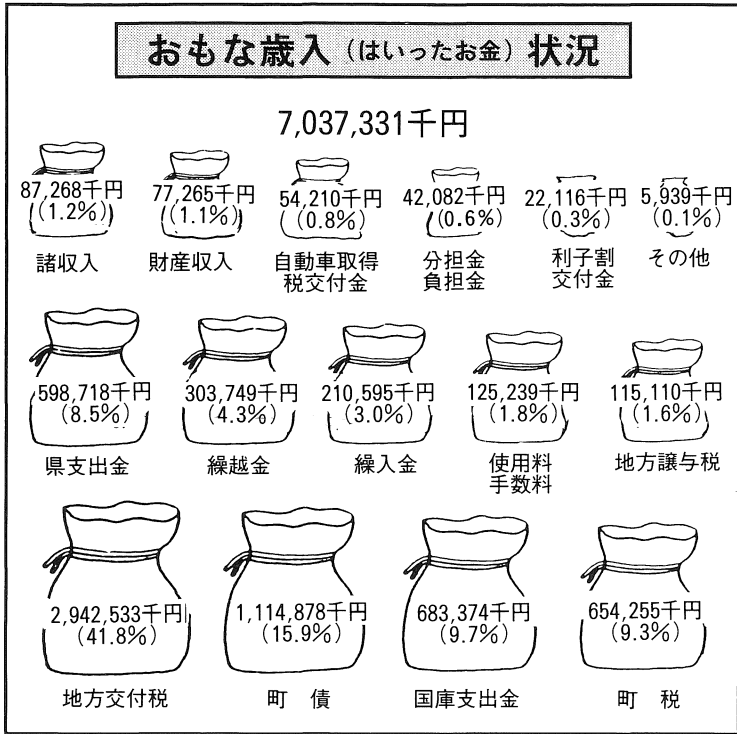 おもな歳入（はいったお金）状況
7,037,331千円
87,268千円
（1.2%）
諸収入
77,265千円
（1.1%）
財産収入
54,210千円
（0.8%）
自動車取得
税交付金
42,082千円
（0.6%）
分担金
負担金
22,116千円
（0.3%）
利子割
交付金
5,939千円
（0.1%）
その他
598,718千円
（8.5%）
県支出金
303,749千円
（4.3%）
繰越金
210,595千円
（3.0%）
繰入金
125,239千円
（1.8%）
使用料
手数料
115,110千円
（1.6%）
地方譲与税
2,942,533千円
（41.8%）
地方交付税
1,114,878千円
（15.9%）
町　債
683,374千円
（9.7%）
国庫支出金
654,255千円
（9.3%）
町　税